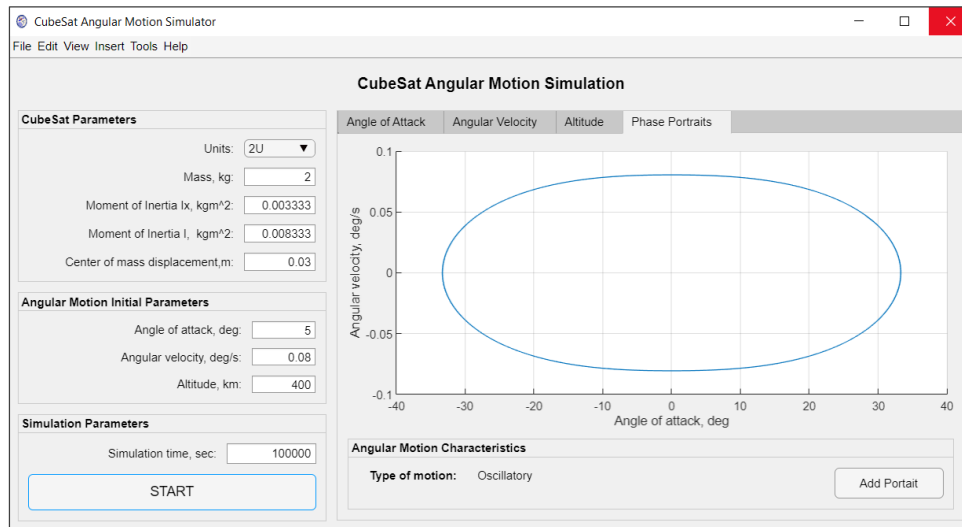 CubeSat Angular Motion Simulator
File Edit View Insert Tools Help
CubeSat Angular Motion Simulation
CubeSat Parameters
Units: 2U
Mass, kg: 2
Moment of Inertia Ix, kgm^2: 0.003333
Moment of Inertia I, kgm^2: 0.008333
Center of mass displacement,m: 0.03
Angular Motion Initial Parameters
Angle of attack, deg: 5
Angular velocity, deg/s: 0.08
Altitude, km: 400
Simulation Parameters
Simulation time, sec: 100000
START
Angle of Attack Angular Velocity Altitude Phase Portraits
0.1
0.05
0
-0.05
-0.1
Angular velocity, deg/s
-40 -30 -20 -10 0 10 20 30 40
Angle of attack, deg
Angular Motion Characteristics
Type of motion: Oscillatory
Add Portait